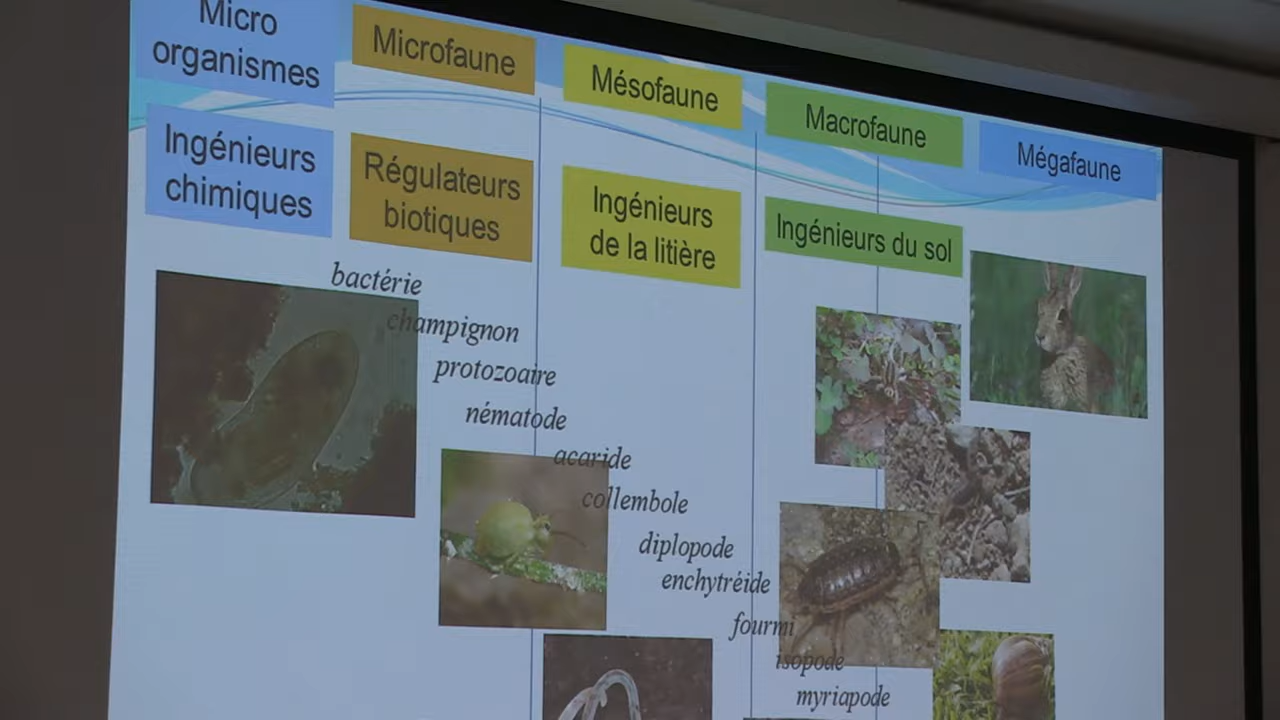 Micro
organismes
Microfaune
Mésofaune
Macrofaune
Mégafaune
Ingénieurs
chimiques
Régulateurs
biotiques
Ingénieurs
de la litière
Ingénieurs du sol
bactérie
champignon
protozoaire
nématode
acaride
collembole
diplopode
enchytréide
fourmi
isopode
myriapode